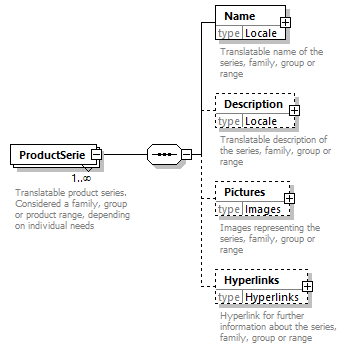 Name
type Locale
Translatable name of the
series, family, group or
range
Description
type Locale
Translatable description of
the series, family, group or
range
ProductSerie
1..∞
Translatable product series.
Considered a family, group
or product range, depending
on individual needs
Pictures
type Images
Images representing the
series, family, group or
range
Hyperlinks
type Hyperlinks
Hyperlink for further
information about the series,
family, group or range